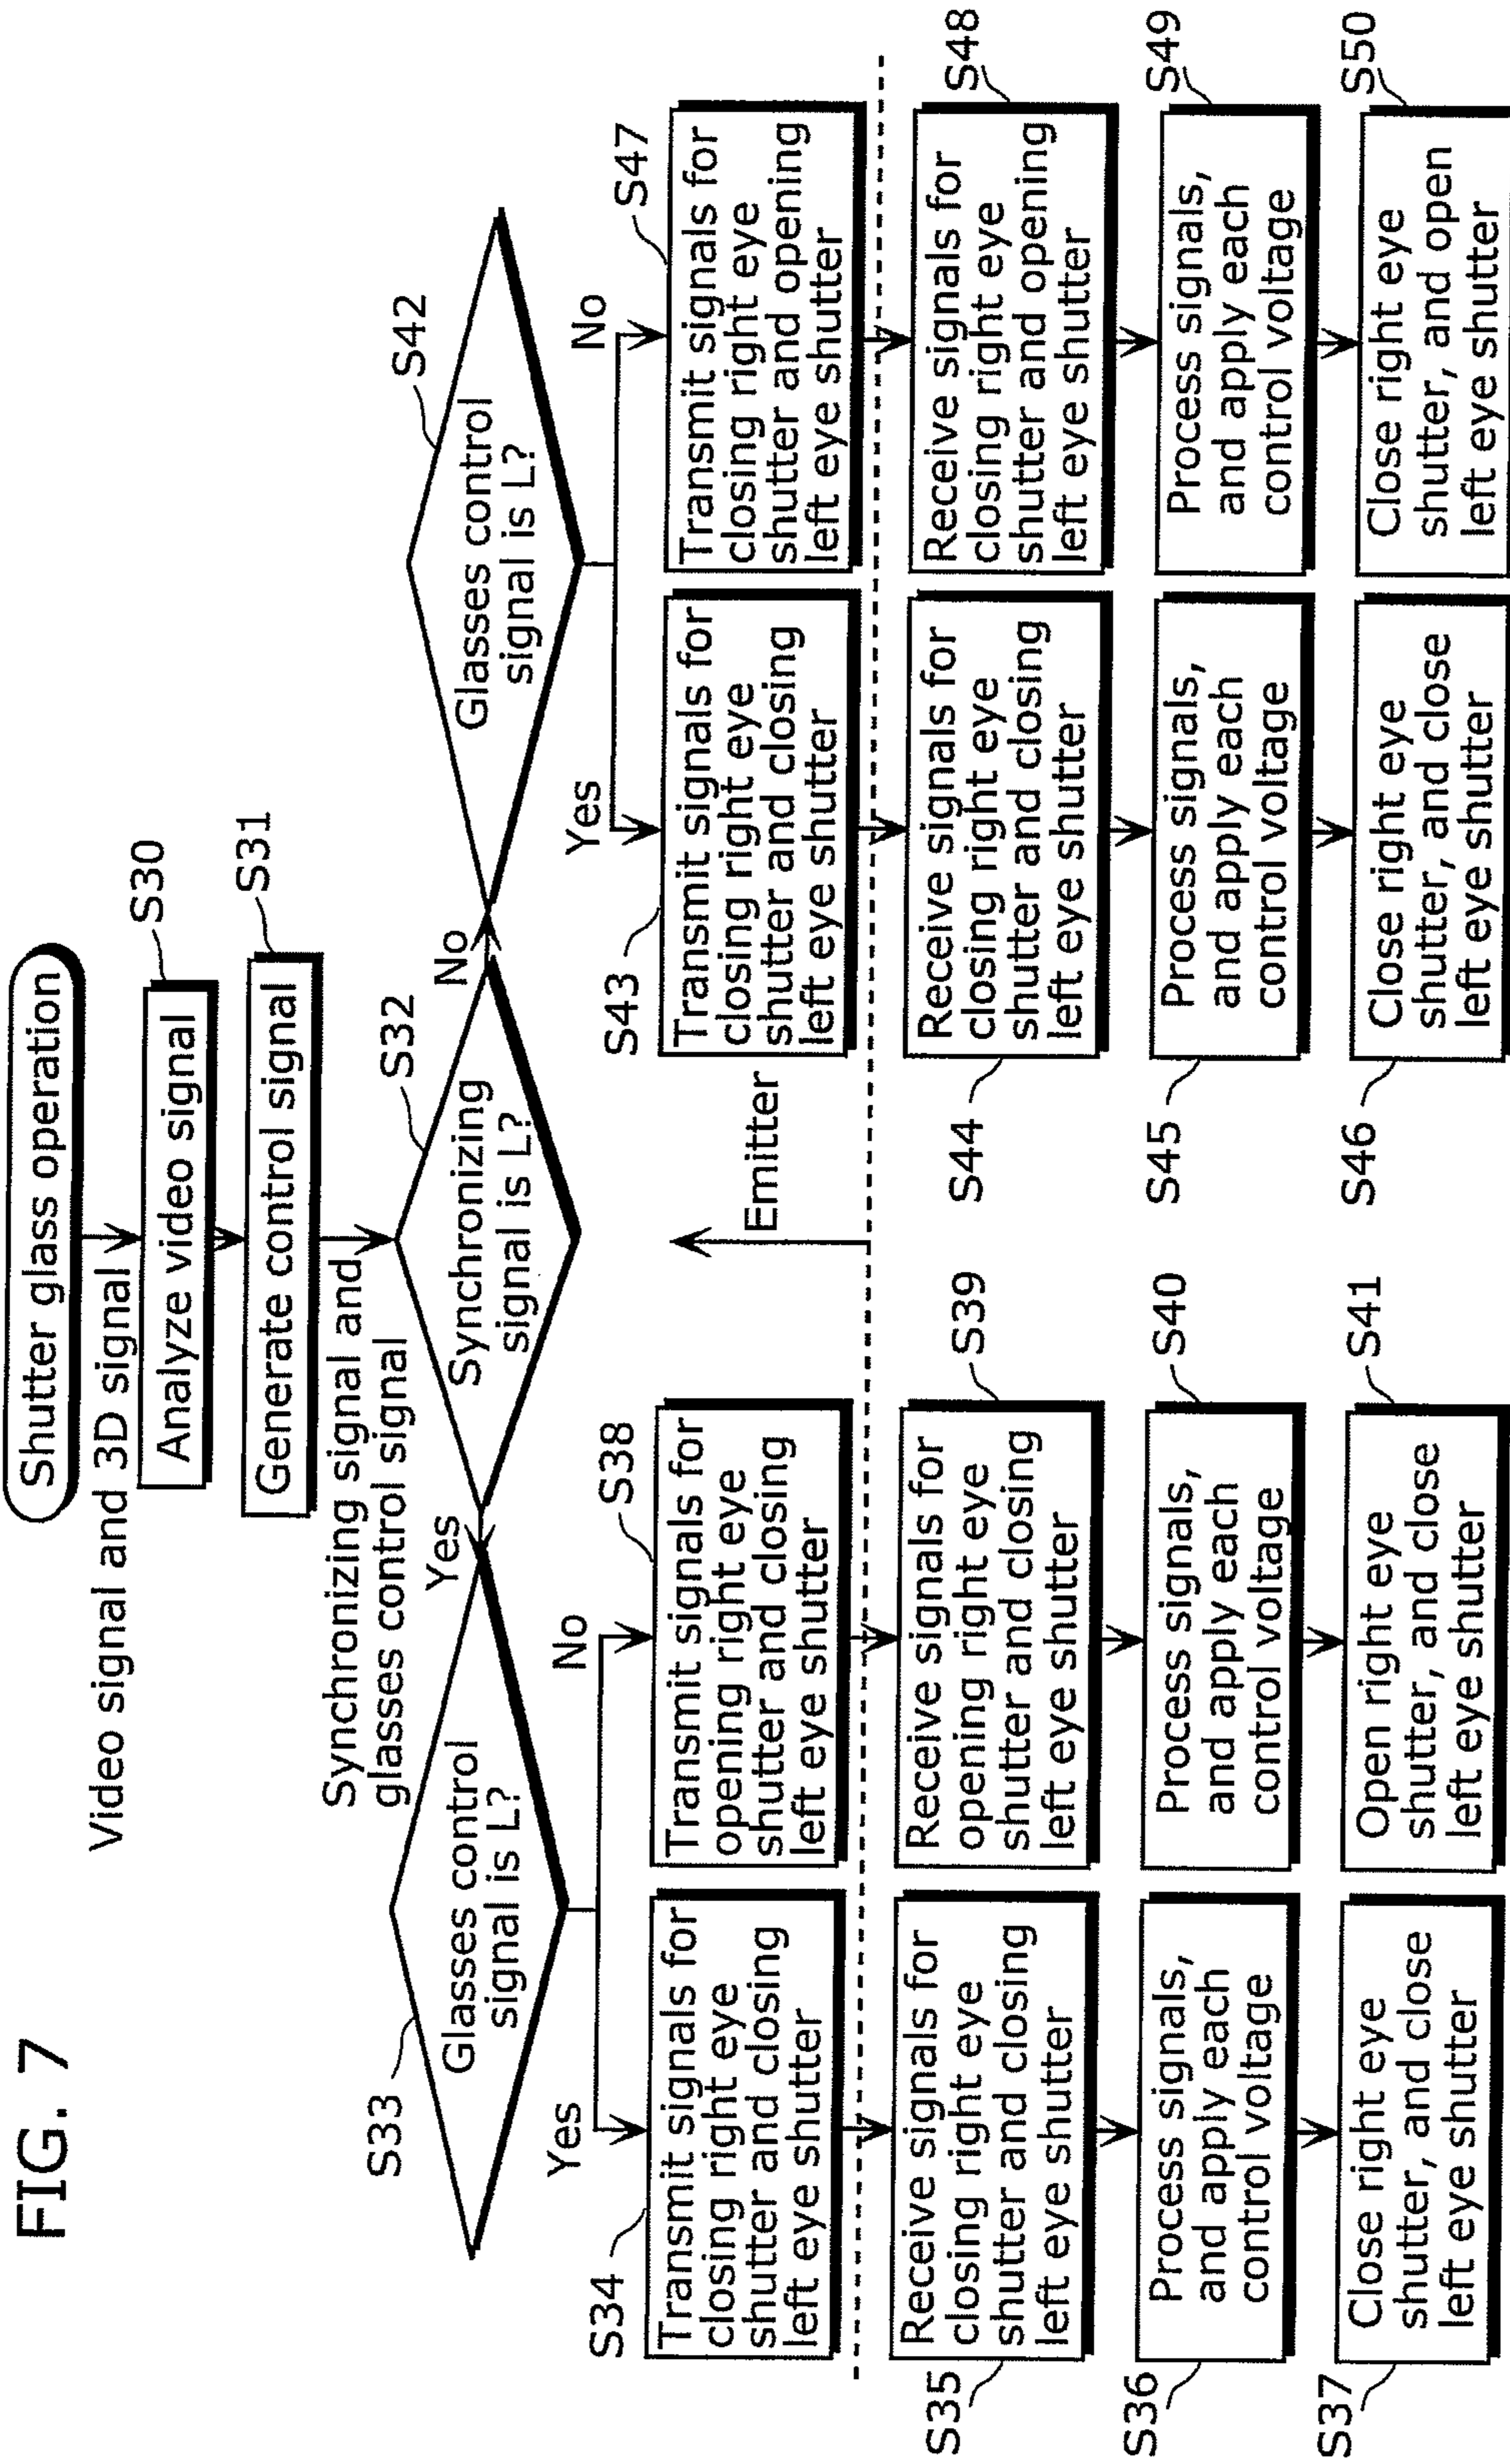 FIG. 7
Shutter glass operation
Video signal and 3D signal
S30
Analyze video signal
S31
Generate control signal
Synchronizing signal and
glasses control signal
S32
Synchronizing
signal is L?
Yes
No
S33
Glasses control
signal is L?
Yes
No
S42
Glasses control
signal is L?
Yes
No
S34
Transmit signals for
closing right eye
shutter and closing
left eye shutter
S38
Transmit signals for
opening right eye
shutter and closing
left eye shutter
Emitter
S43
Transmit signals for
closing right eye
shutter and closing
left eye shutter
S47
Transmit signals for
closing right eye
shutter and opening
left eye shutter
S35
Receive signals for
closing right eye
shutter and closing
left eye shutter
S39
Receive signals for
opening right eye
shutter and closing
left eye shutter
S44
Receive signals for
closing right eye
shutter and closing
left eye shutter
S48
Receive signals for
closing right eye
shutter and opening
left eye shutter
S36
Process signals,
and apply each
control voltage
S40
Process signals,
and apply each
control voltage
S45
Process signals,
and apply each
control voltage
S49
Process signals,
and apply each
control voltage
S37
Close right eye
shutter, and close
left eye shutter
S41
Open right eye
shutter, and close
left eye shutter
S46
Close right eye
shutter, and close
left eye shutter
S50
Close right eye
shutter, and open
left eye shutter